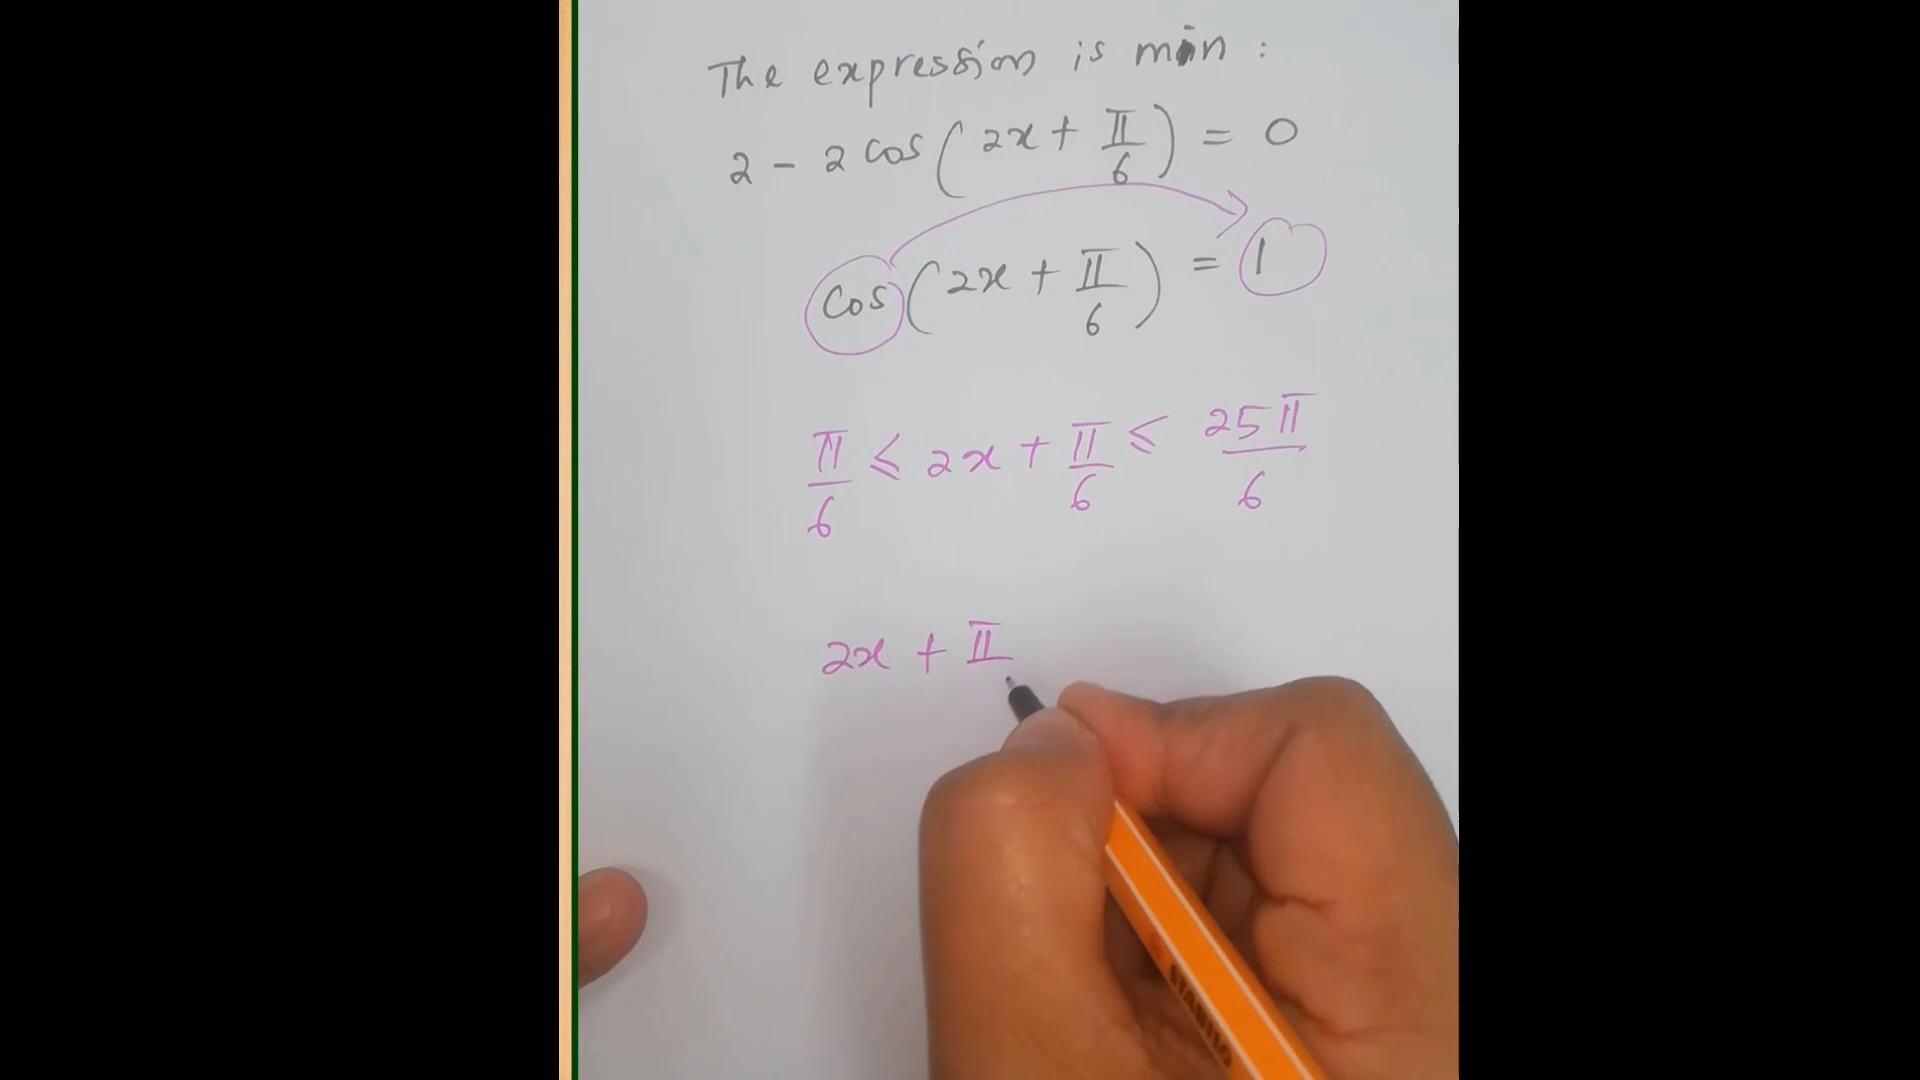 The expression is min :
2 - 2 cos(2x + π/6) = 0
cos(2x + π/6) = 1
π/6 ≤ 2x + π/6 ≤ 25π/6
2x + π
STABILO